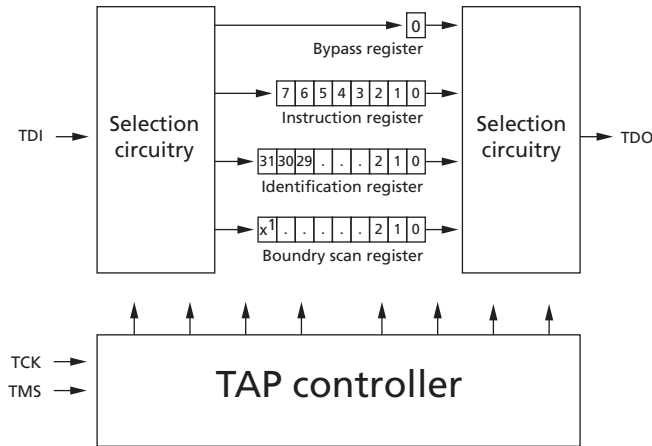 0
Bypass register
7 6 5 4 3 2 1 0
Instruction register
TDI
Selection
circuitry
Selection
circuitry
TDO
31 30 29 . . . 2 1 0
Identification register
x1 . . . . . 2 1 0
Boundry scan register
TCK
TMS
TAP controller